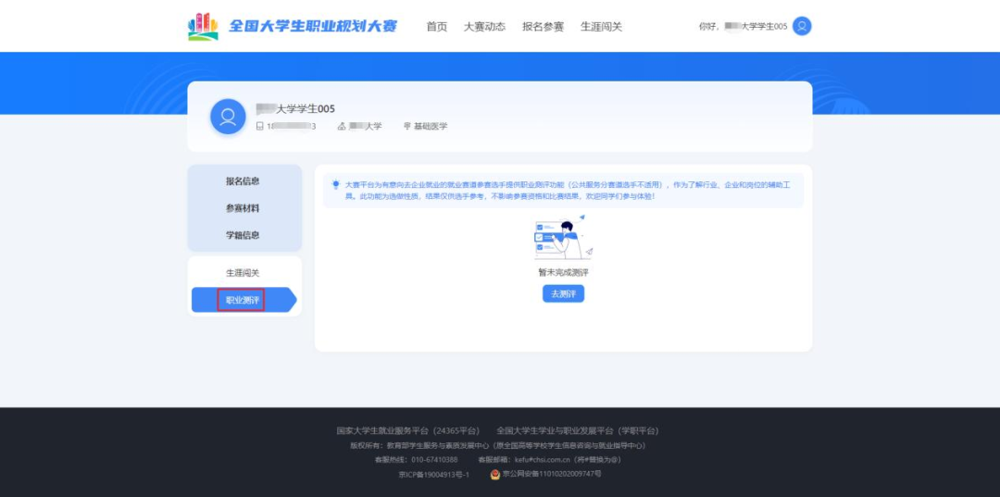 全国大学生职业规划大赛
首页 大赛动态 报名参赛 生涯闯关
你好, 大学学生005
大学学生005
18 3 大学 基础医学
报名信息
参赛材料
学籍信息
生涯闯关
职业测评
大赛平台为有意向去企业就业的就业赛道参赛选手提供职业测评功能（公共服务分赛道选手不适用），作为了解行业、企业和岗位的辅助工
具。此功能为选做性质，结果仅供选手参考，不影响参赛资格和比赛结果，欢迎同学们参与体验！
暂未完成测评
去测评
国家大学生就业服务平台（24365平台） 全国大学生学业与职业发展平台（学职平台）
版权所有：教育部学生服务与素质发展中心（原全国高等学校学生信息咨询与就业指导中心）
客服热线：010-67410388 客服邮箱：kefu#chsi.com.cn（将#替换为@）
京ICP备19004913号-1 京公网安备11010202009747号